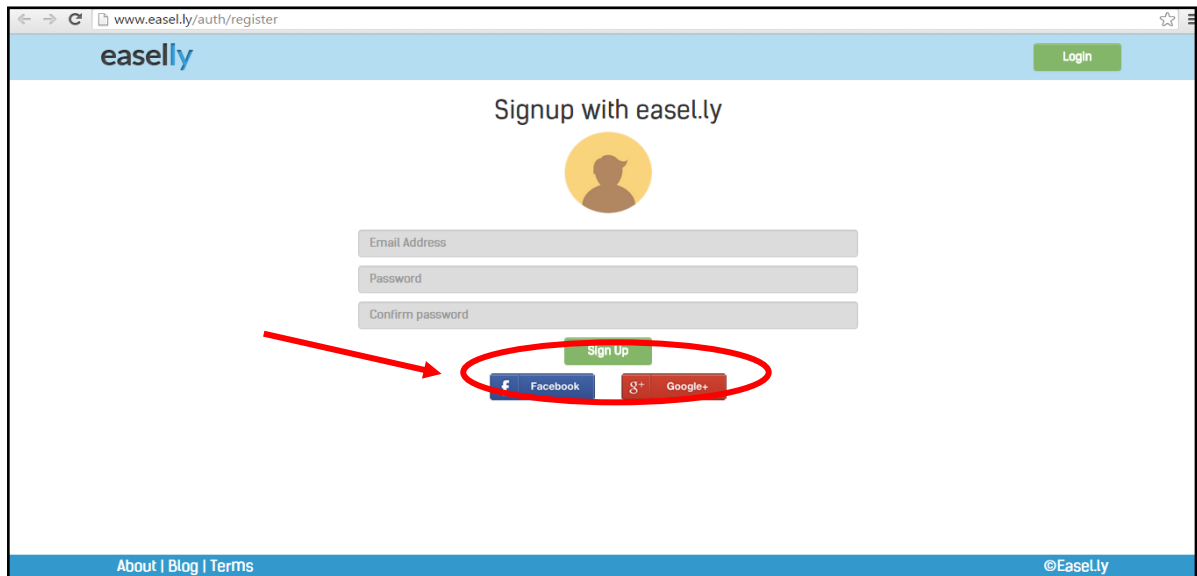 www.easel.ly/auth/register
easelly
Login
Signup with easel.ly
Email Address
Password
Confirm password
Sign Up
f Facebook
g+ Google+
About | Blog | Terms
©Easel.ly